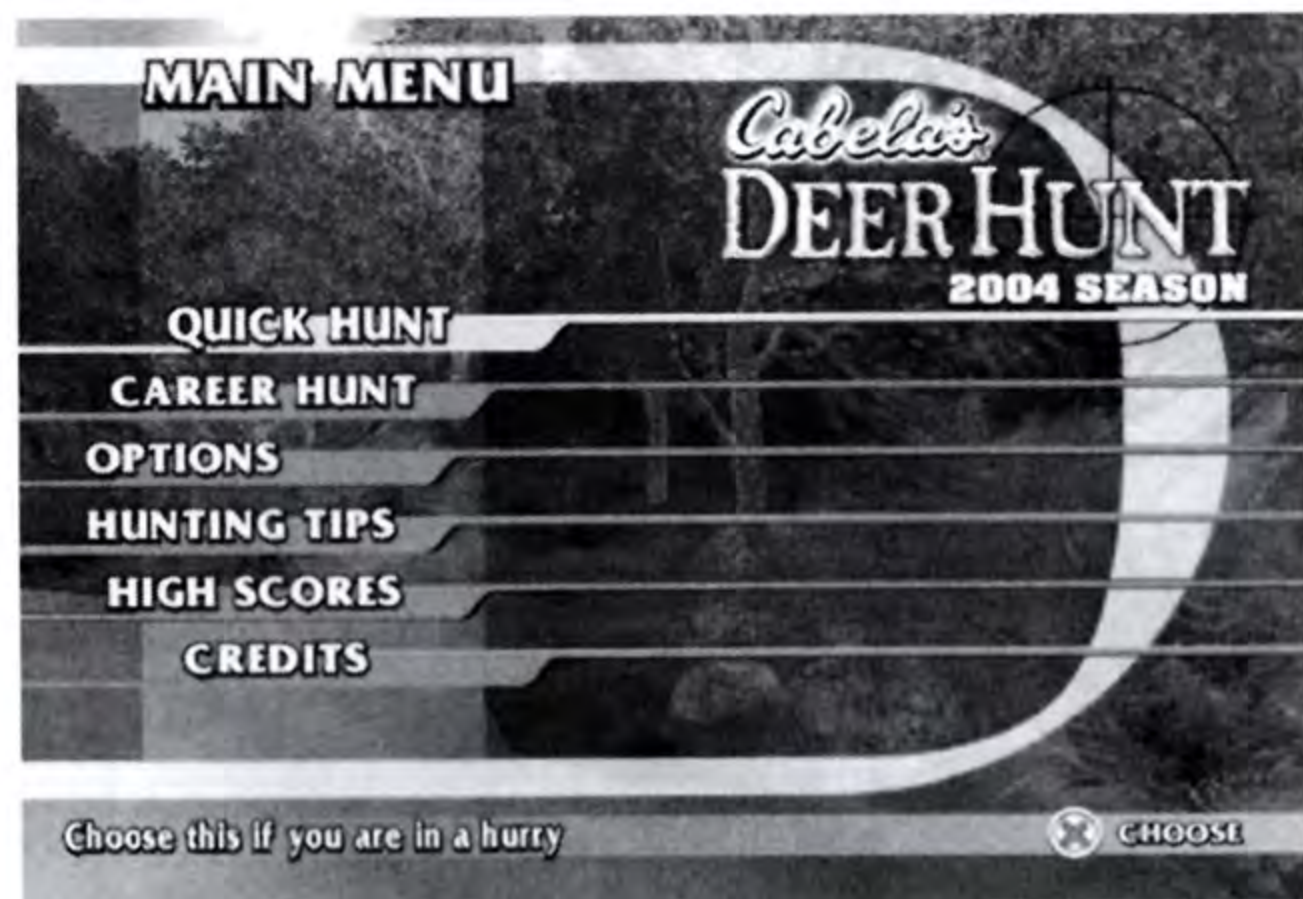 MAIN MENU
Cabela's
DEER HUNT
2004 SEASON
QUICK HUNT
CAREER HUNT
OPTIONS
HUNTING TIPS
HIGH SCORES
CREDITS
Choose this if you are in a hurry
CHOOSE